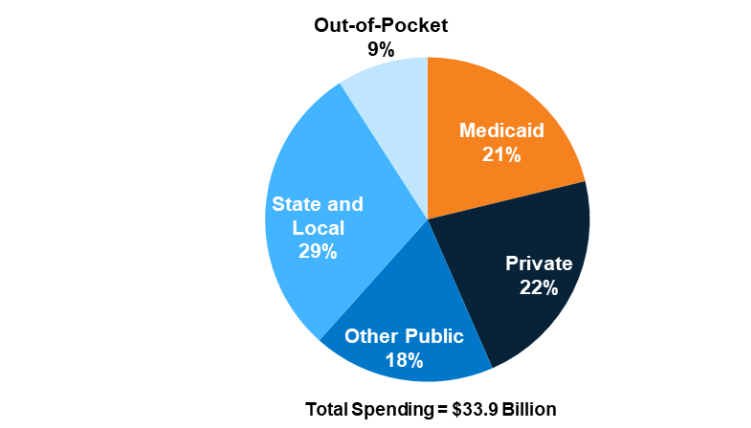 Out-of-Pocket
9%
Medicaid
21%
State and
Local
29%
Private
22%
Other Public
18%
Total Spending = $33.9 Billion